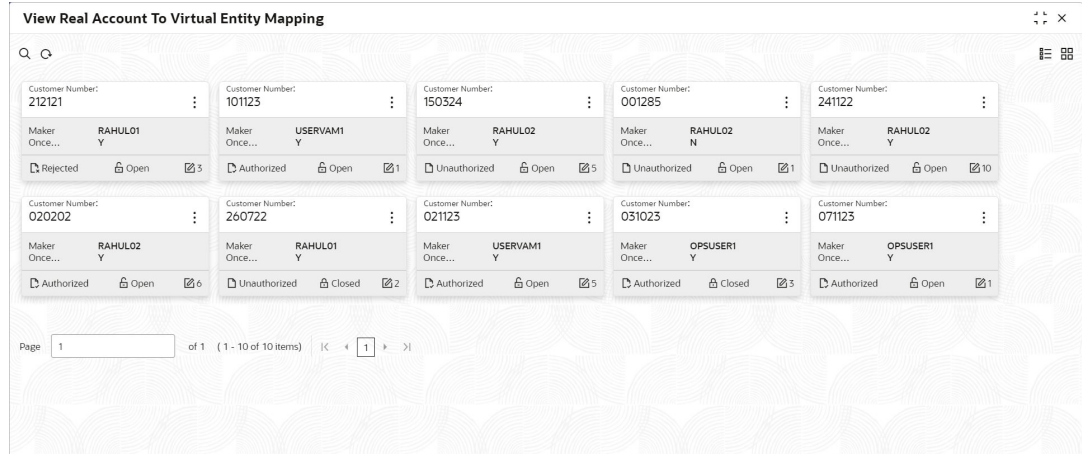 View Real Account To Virtual Entity Mapping
Customer Number: Customer Number: Customer Number: Customer Number: Customer Number:
212121 101123 150324 001285 241122
Maker RAHUL01 Maker USERVAM1 Maker RAHUL02 Maker RAHUL02 Maker RAHUL02
Once... Y Once... Y Once... Y Once... N Once... Y
Rejected Open 3 Authorized Open 1 Unauthorized Open 5 Unauthorized Open 1 Unauthorized Open 10
Customer Number: Customer Number: Customer Number: Customer Number: Customer Number:
020202 260722 021123 031023 071123
Maker RAHUL02 Maker RAHUL01 Maker USERVAM1 Maker OPSUSER1 Maker OPSUSER1
Once... Y Once... Y Once... Y Once... Y Once... Y
Authorized Open 6 Unauthorized Closed 2 Authorized Open 5 Authorized Closed 3 Authorized Open 1
Page 1 of 1 ( 1 - 10 of 10 items) 1